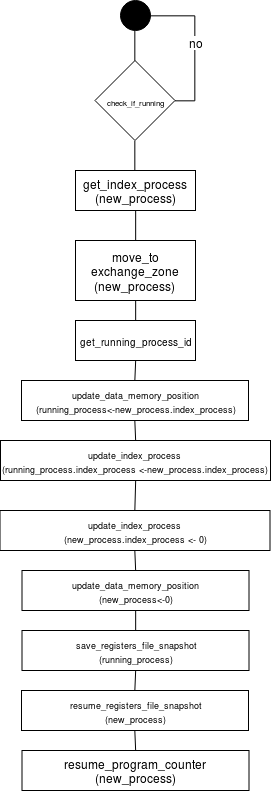 no
check_if_running
get_index_process
(new_process)
move_to
exchange_zone
(new_process)
get_running_process_id
update_data_memory_position
(running_process<-new_process.index_process)
update_index_process
(running_process.index_process <-new_process.index_process)
update_index_process
(new_process.index_process <- 0)
update_data_memory_position
(new_process<-0)
save_registers_file_snapshot
(running_process)
resume_registers_file_snapshot
(new_process)
resume_program_counter
(new_process)